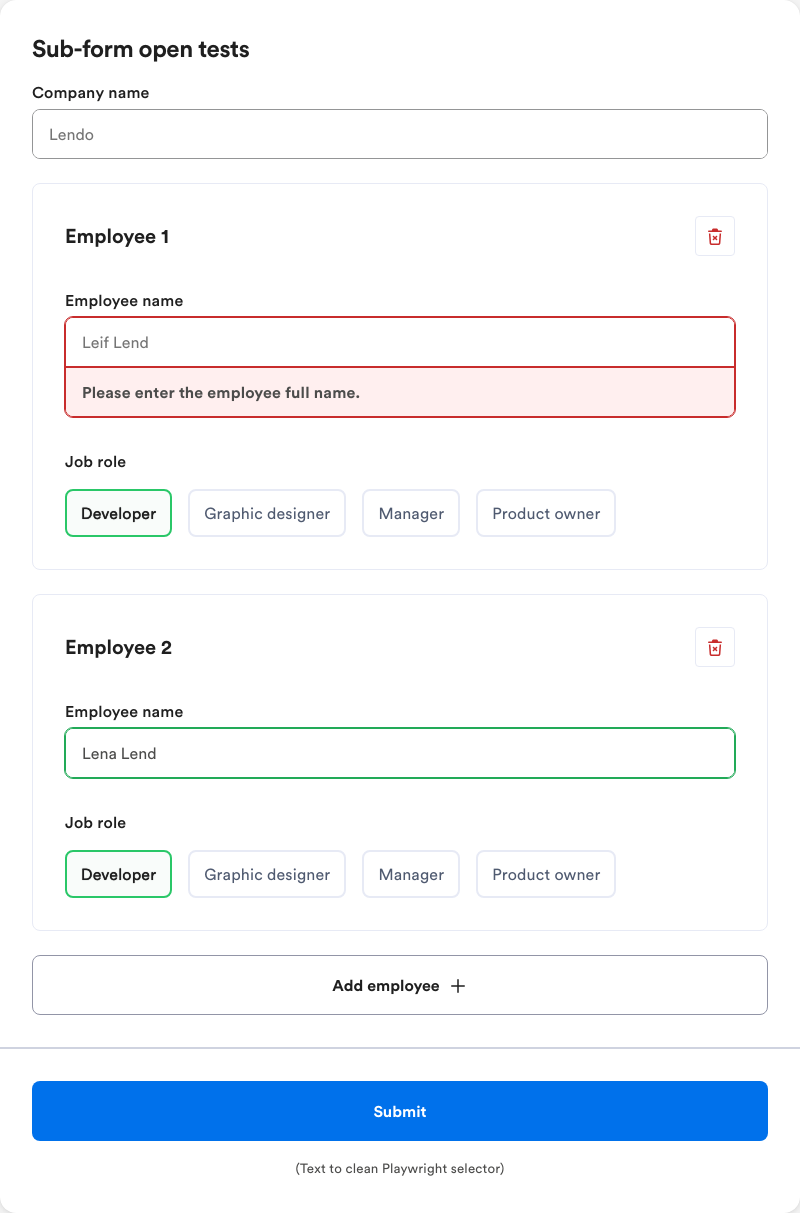 Sub-form open tests
Company name
Lendo
Employee 1
Employee name
Leif Lend
Please enter the employee full name.
Job role
Developer Graphic designer Manager Product owner
Employee 2
Employee name
Lena Lend
Job role
Developer Graphic designer Manager Product owner
Add employee
Submit
(Text to clean Playwright selector)